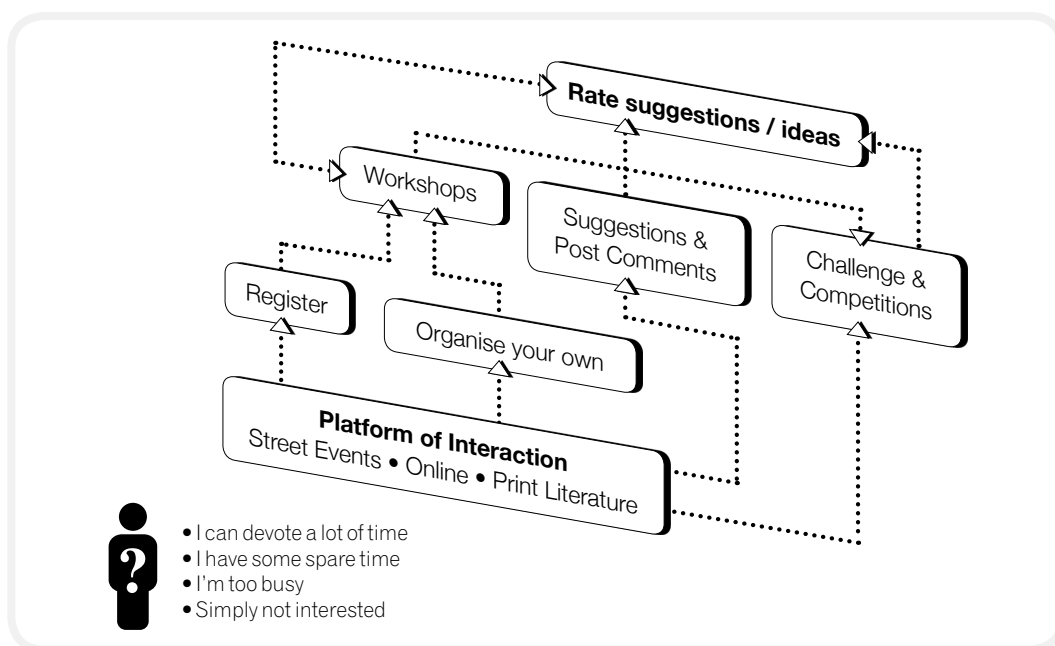 Rate suggestions / ideas
Workshops
Suggestions &
Post Comments
Challenge &
Competitions
Register
Organise your own
Platform of Interaction
Street Events • Online • Print Literature
?
• I can devote a lot of time
• I have some spare time
• I'm too busy
• Simply not interested